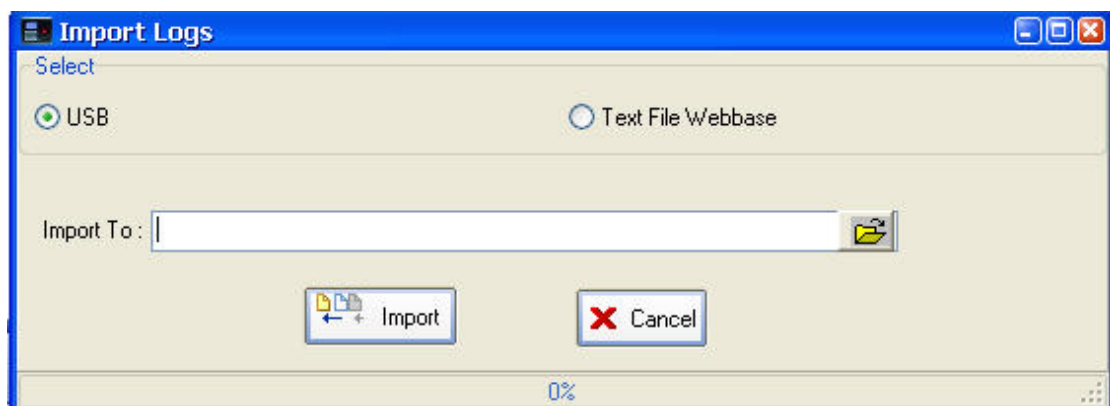 Import Logs
Select
USB
Text File Webbase
Import To :
Import
Cancel
0%